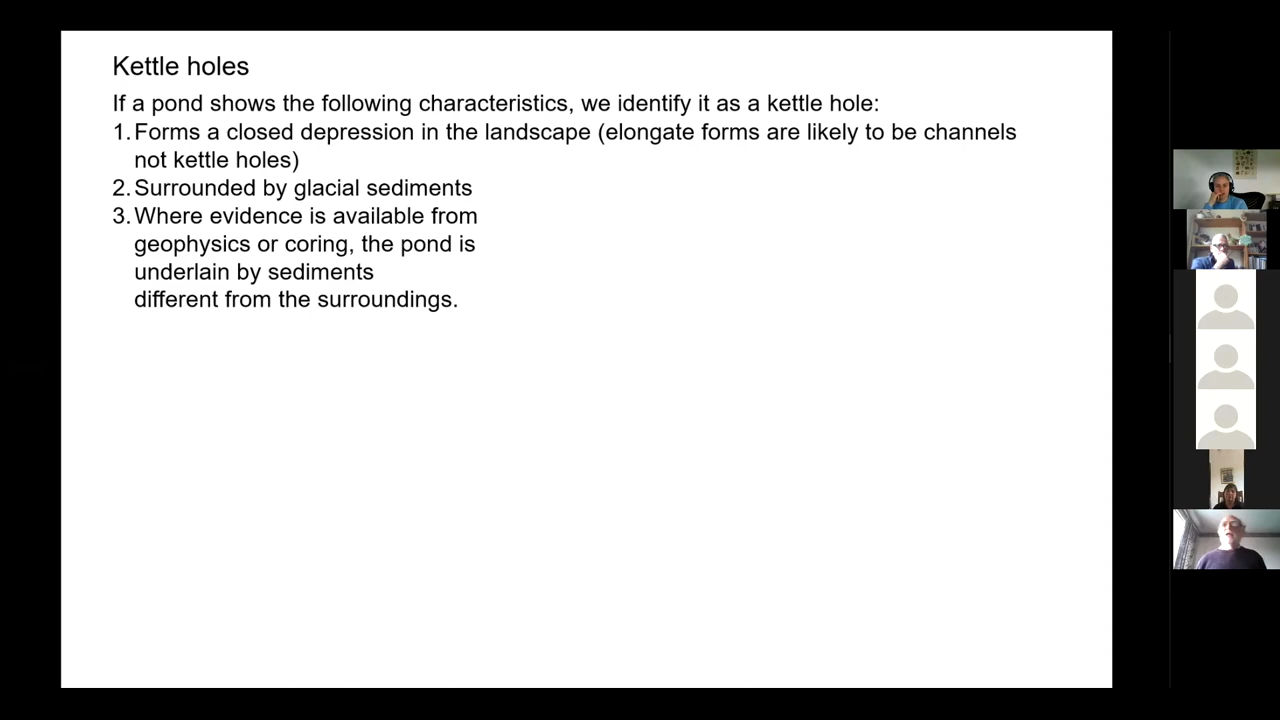 Kettle holes
If a pond shows the following characteristics, we identify it as a kettle hole:
1. Forms a closed depression in the landscape (elongate forms are likely to be channels
not kettle holes)
2. Surrounded by glacial sediments
3. Where evidence is available from
geophysics or coring, the pond is
underlain by sediments
different from the surroundings.